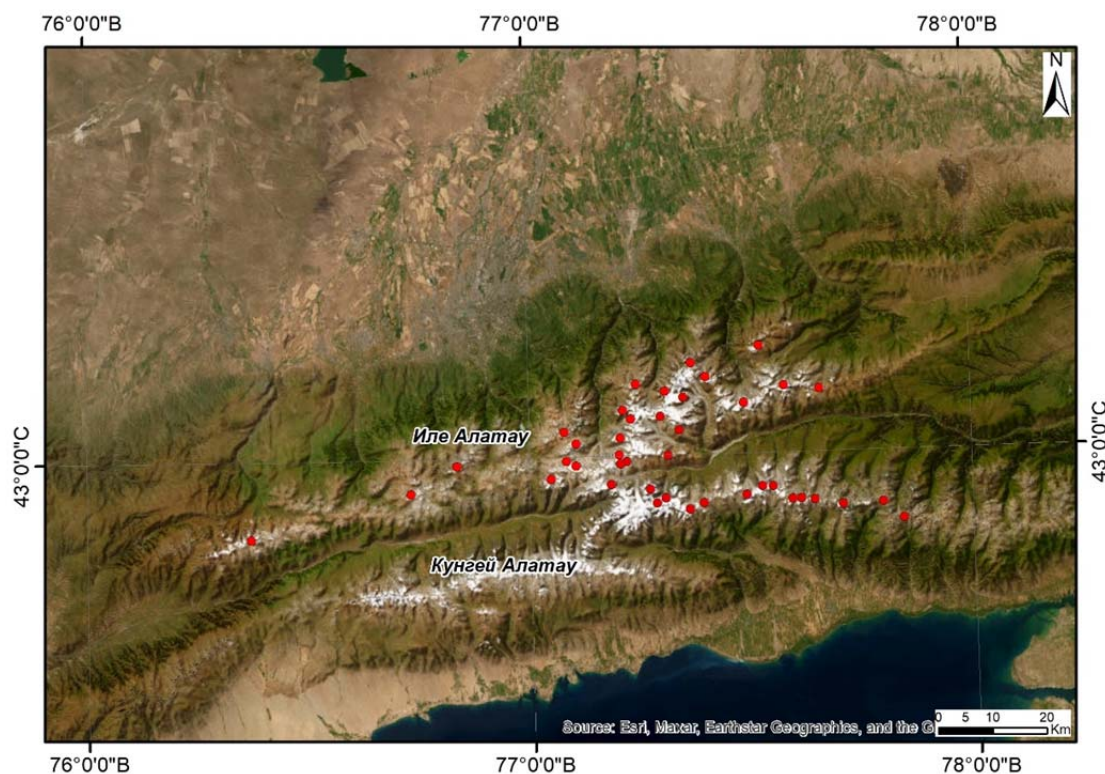 76°0'0"В
77°0'0"В
78°0'0"В
N
43°0'0"С
43°0'0"С
Иле Алатау
Кунгей Алатау
Source: Esri, Maxar, Earthstar Geographics, and the G
0 5 10 20
Km
76°0'0"В
77°0'0"В
78°0'0"В